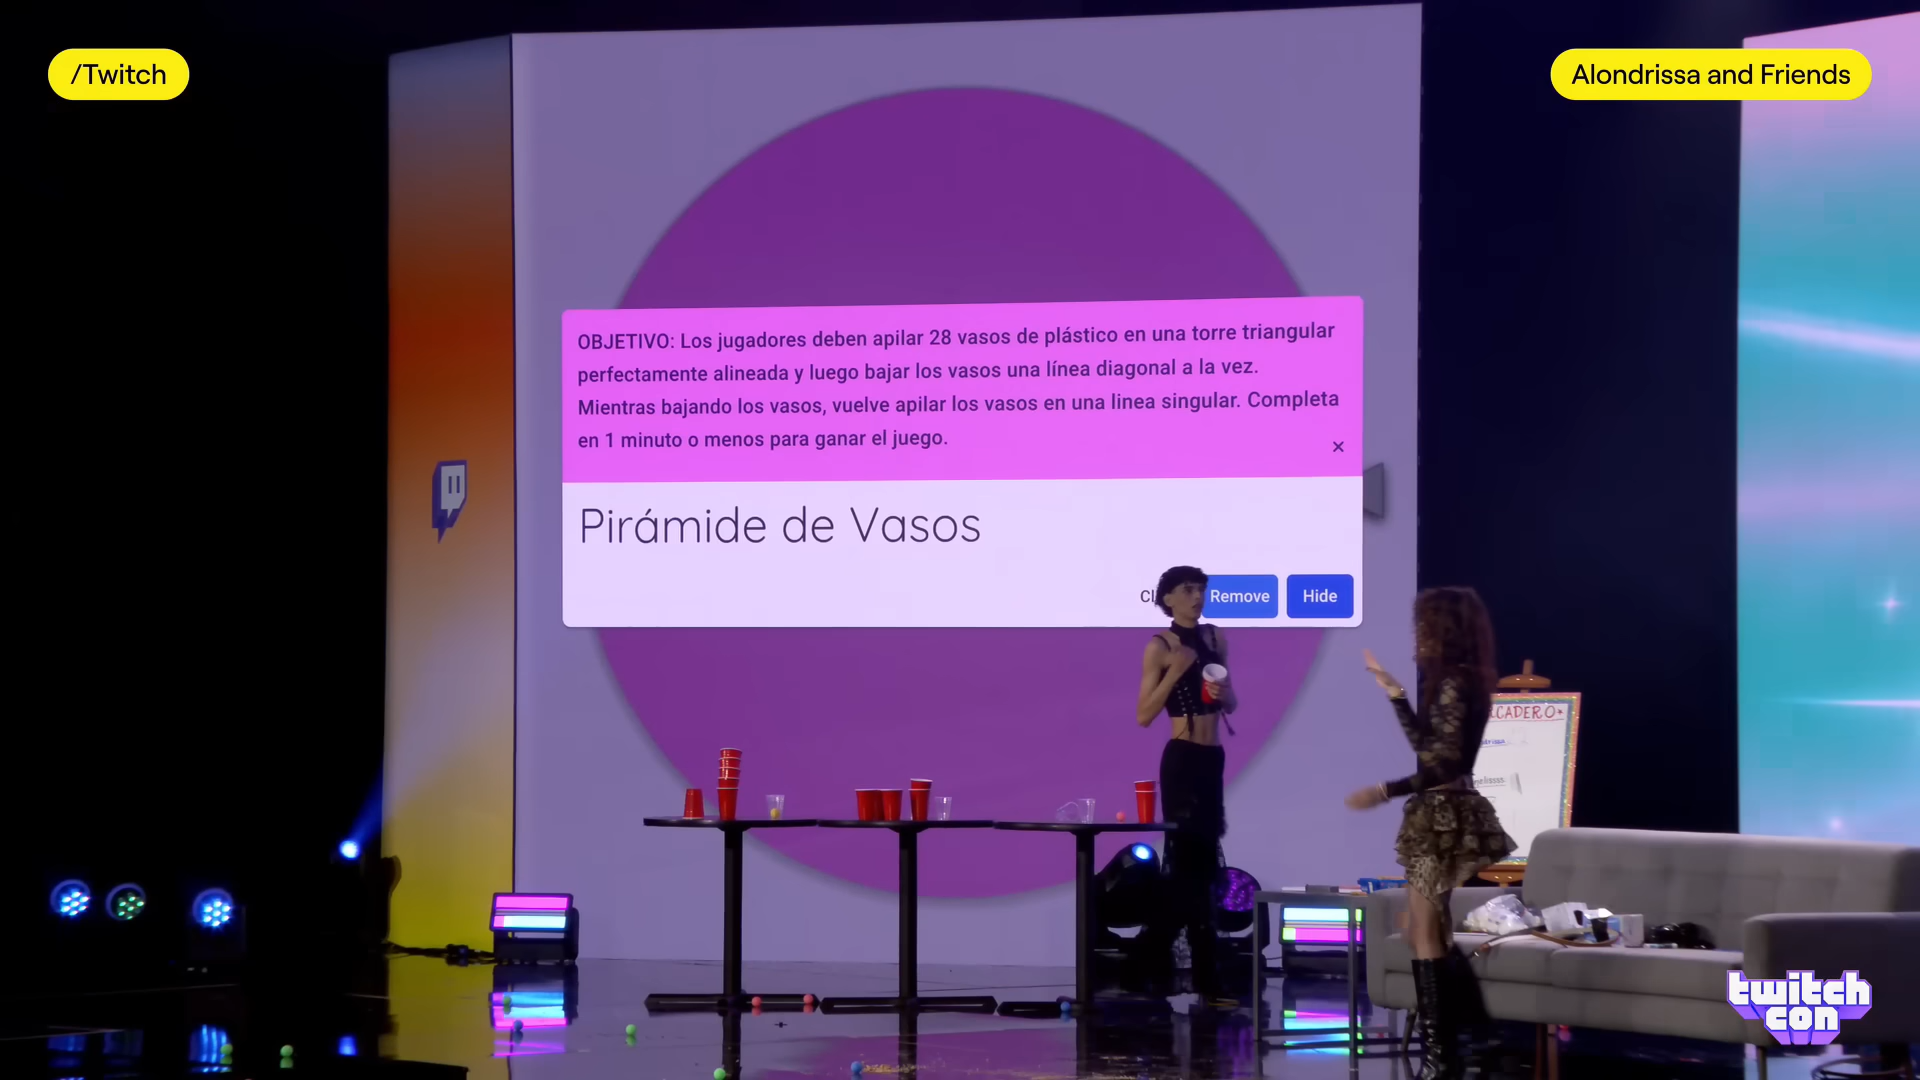 /Twitch
Alondrissa and Friends
OBJETIVO: Los jugadores deben apilar 28 vasos de plástico en una torre triangular
perfectamente alineada y luego bajar los vasos una línea diagonal a la vez.
Mientras bajando los vasos, vuelve apilar los vasos en una linea singular. Completa
en 1 minuto o menos para ganar el juego.
×
Pirámide de Vasos
Remove
Hide
twitch
con